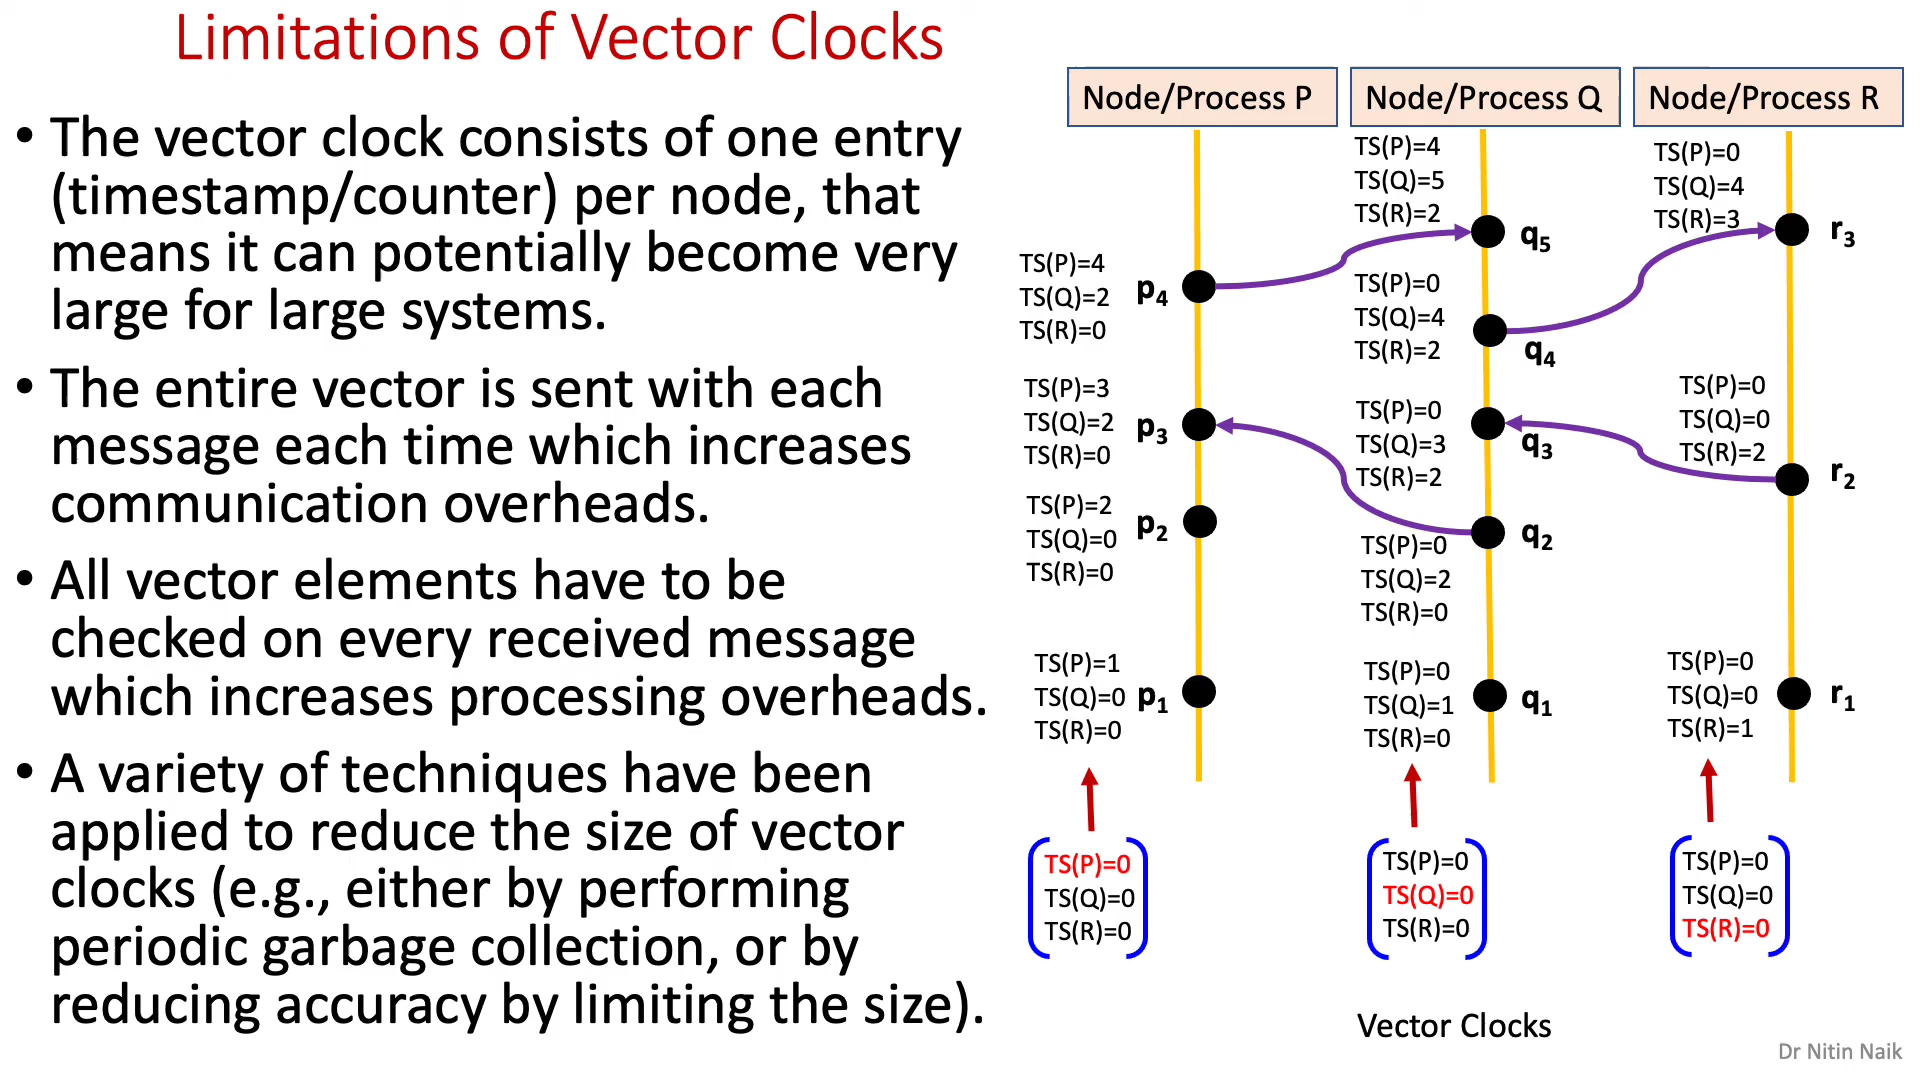 Limitations of Vector Clocks
• The vector clock consists of one entry
(timestamp/counter) per node, that
means it can potentially become very
large for large systems.
• The entire vector is sent with each
message each time which increases
communication overheads.
• All vector elements have to be
checked on every received message
which increases processing overheads.
• A variety of techniques have been
applied to reduce the size of vector
clocks (e.g., either by performing
periodic garbage collection, or by
reducing accuracy by limiting the size).
Node/Process P
Node/Process Q
Node/Process R
TS(P)=4
TS(Q)=5
TS(R)=2
q5
TS(P)=0
TS(Q)=4
TS(R)=3
r3
TS(P)=4
TS(Q)=2
TS(R)=0
p4
TS(P)=0
TS(Q)=4
TS(R)=2
q4
TS(P)=3
TS(Q)=2
TS(R)=0
p3
TS(P)=0
TS(Q)=3
TS(R)=2
q3
TS(P)=0
TS(Q)=0
TS(R)=2
r2
TS(P)=2
TS(Q)=0
TS(R)=0
p2
q2
TS(P)=0
TS(Q)=2
TS(R)=0
TS(P)=1
TS(Q)=0
TS(R)=0
p1
TS(P)=0
TS(Q)=1
TS(R)=0
q1
TS(P)=0
TS(Q)=0
TS(R)=1
r1
TS(P)=0
TS(Q)=0
TS(R)=0
TS(P)=0
TS(Q)=0
TS(R)=0
TS(P)=0
TS(Q)=0
TS(R)=0
Vector Clocks
Dr Nitin Naik